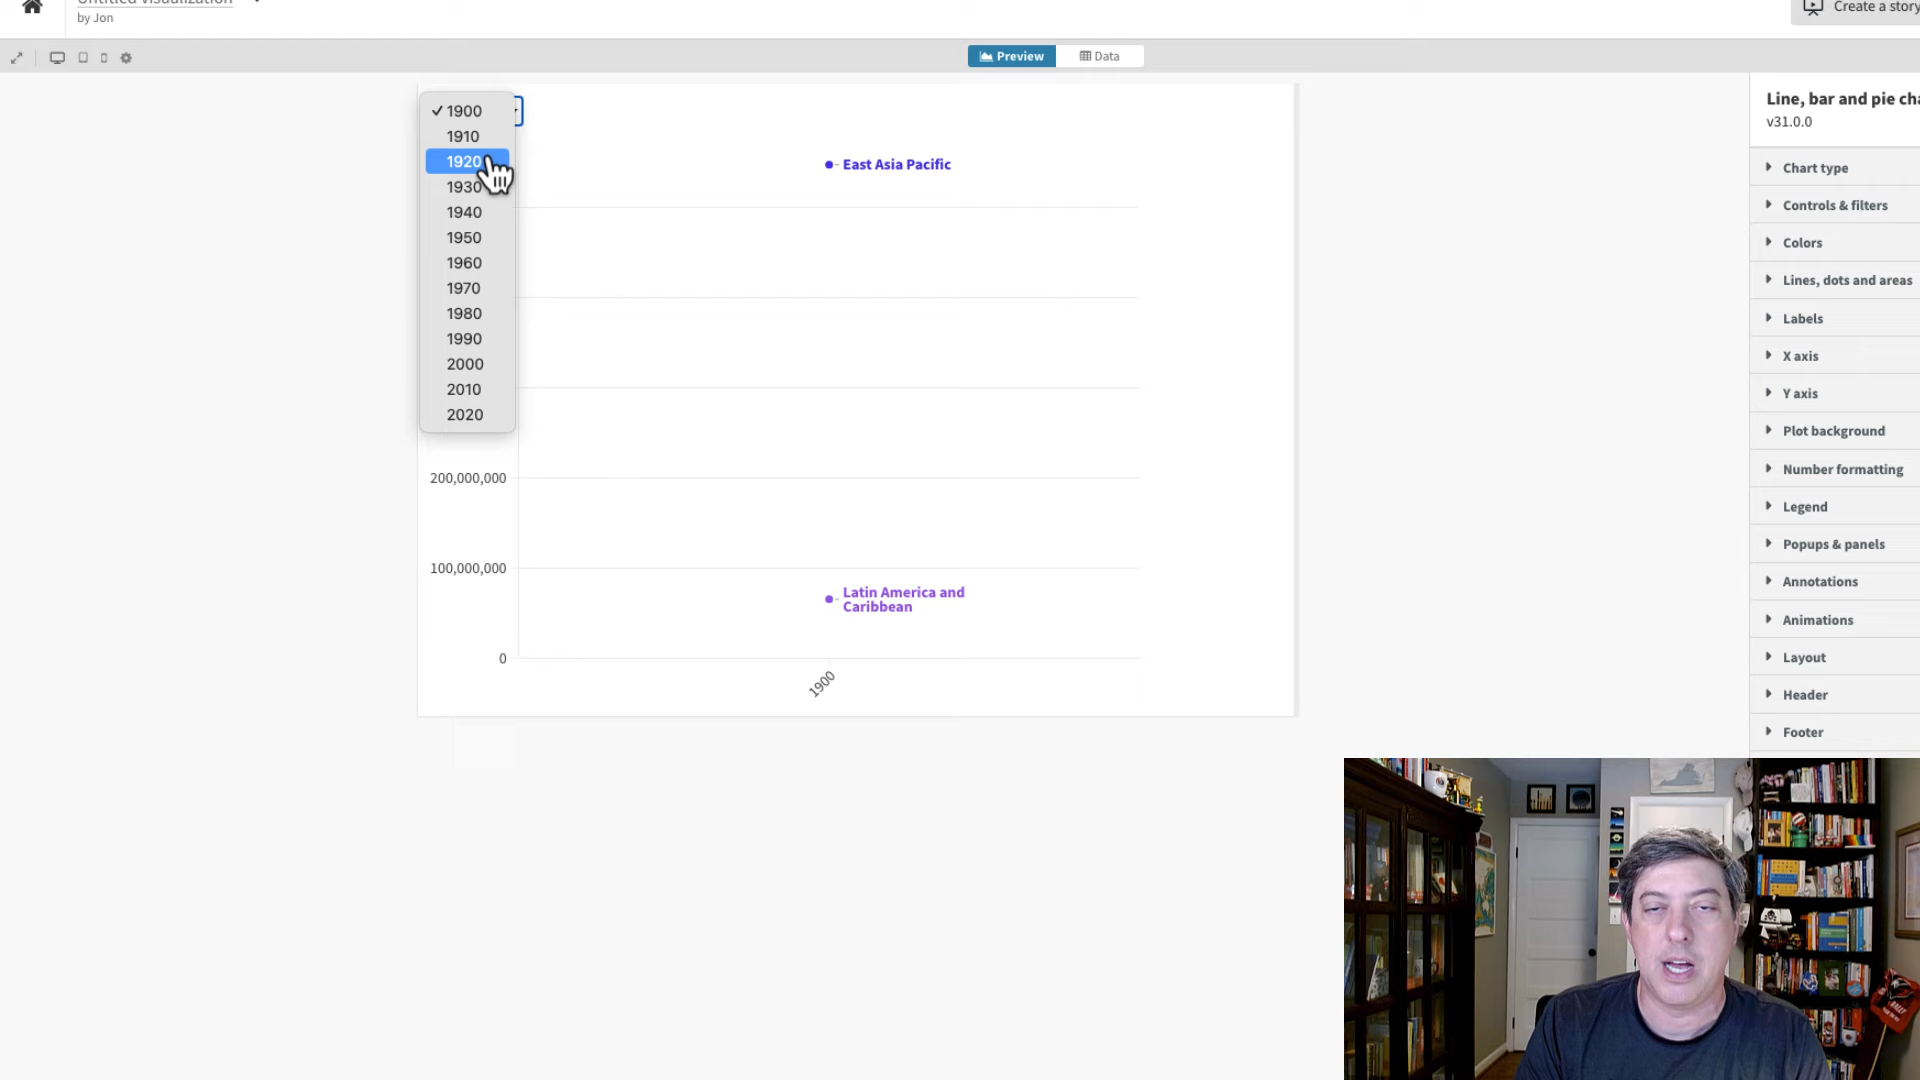 Untitled visualization
by Jon
Create a story
Preview
Data
1900
1910
1920
1930
1940
1950
1960
1970
1980
1990
2000
2010
2020
East Asia Pacific
200,000,000
100,000,000
Latin America and
Caribbean
0
1900
Line, bar and pie cha
v31.0.0
Chart type
Controls & filters
Colors
Lines, dots and areas
Labels
X axis
Y axis
Plot background
Number formatting
Legend
Popups & panels
Annotations
Animations
Layout
Header
Footer